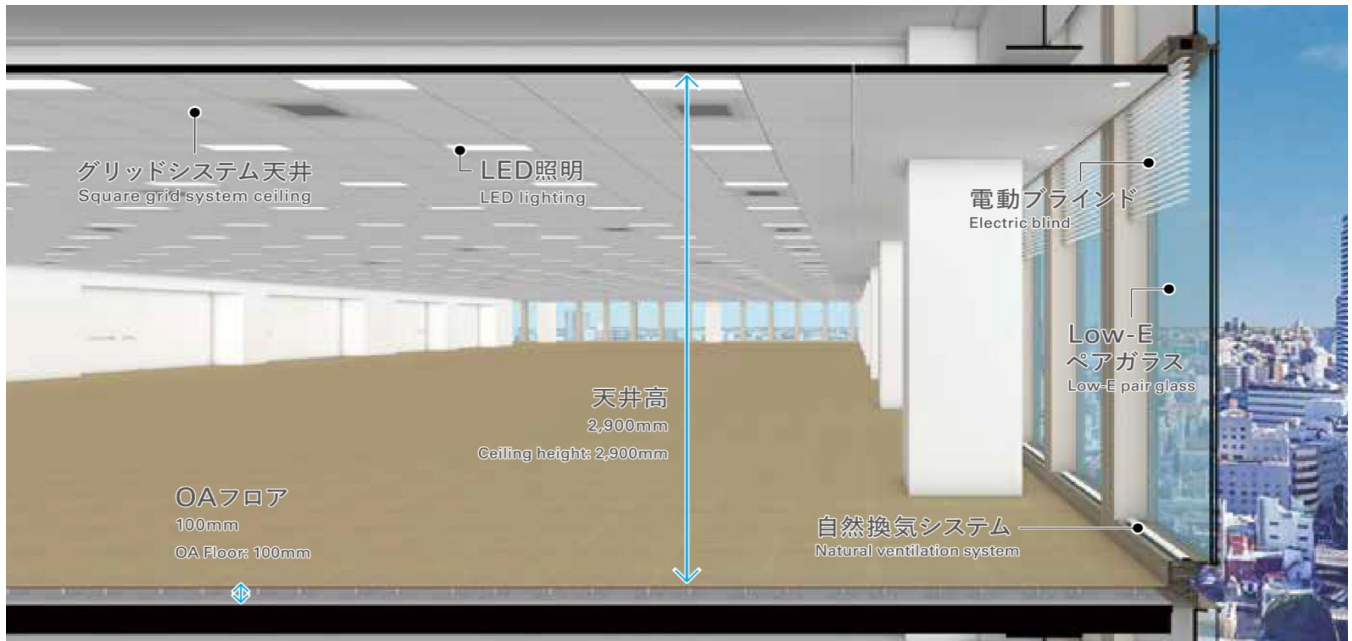 グリッドシステム天井
Square grid system ceiling
LED照明
LED lighting
電動ブラインド
Electric blind
Low-E
ペアガラス
Low-E pair glass
天井高
2,900mm
Ceiling height: 2,900mm
OAフロア
100mm
OA Floor: 100mm
自然換気システム
Natural ventilation system